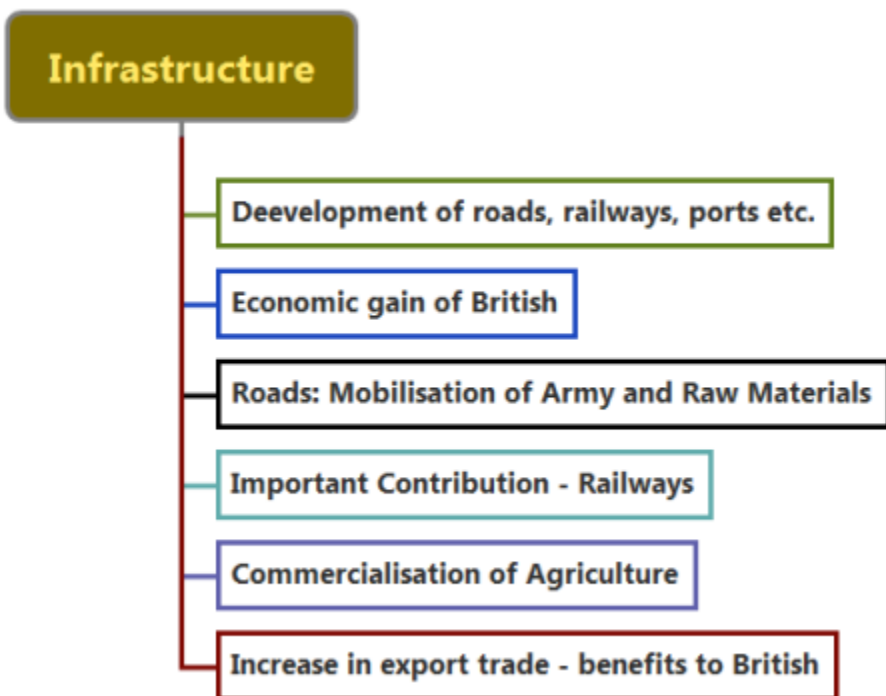 Infrastructure
Deevelopment of roads, railways, ports etc.
Economic gain of British
Roads: Mobilisation of Army and Raw Materials
Important Contribution - Railways
Commercialisation of Agriculture
Increase in export trade - benefits to British